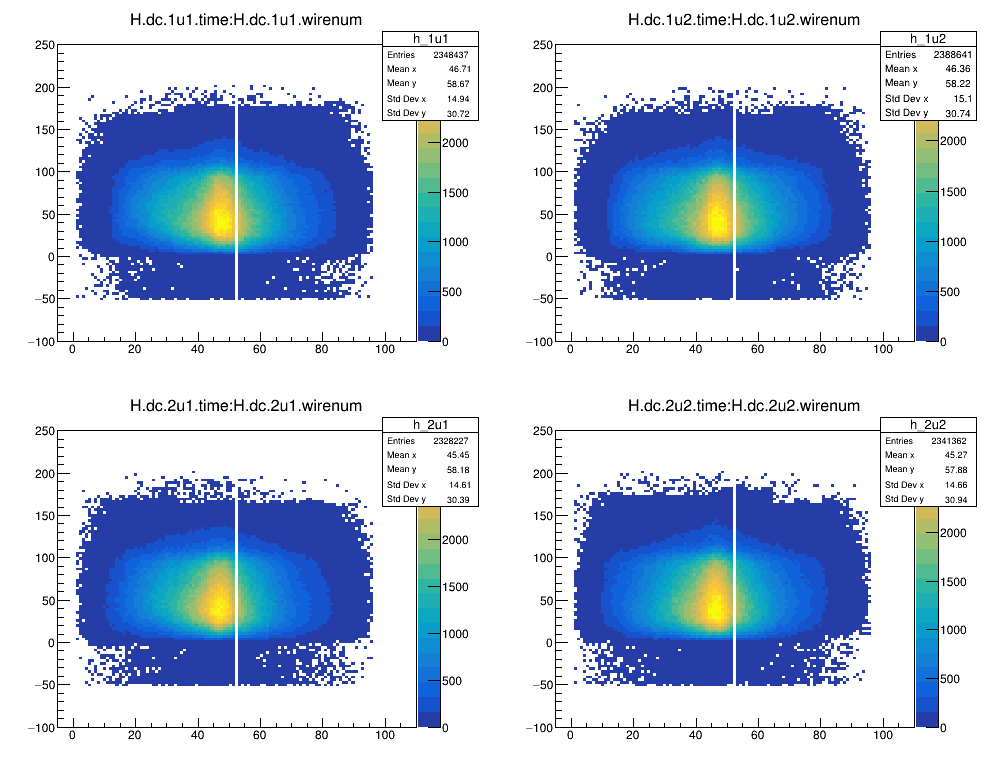 H.dc.1u1.time:H.dc.1u1.wirenum
h_1u1
Entries 2348437
Mean x 46.71
Mean y 58.67
Std Dev x 14.94
Std Dev y 30.72
250
200
150
100
50
0
−50
−100
0 20 40 60 80 100
2000
1500
1000
500
0
H.dc.1u2.time:H.dc.1u2.wirenum
h_1u2
Entries 2388641
Mean x 46.36
Mean y 58.22
Std Dev x 15.1
Std Dev y 30.74
250
200
150
100
50
0
−50
−100
0 20 40 60 80 100
2000
1500
1000
500
0
H.dc.2u1.time:H.dc.2u1.wirenum
h_2u1
Entries 2328227
Mean x 45.45
Mean y 58.18
Std Dev x 14.61
Std Dev y 30.39
250
200
150
100
50
0
−50
−100
0 20 40 60 80 100
2000
1500
1000
500
0
H.dc.2u2.time:H.dc.2u2.wirenum
h_2u2
Entries 2341362
Mean x 45.27
Mean y 57.88
Std Dev x 14.66
Std Dev y 30.94
250
200
150
100
50
0
−50
−100
0 20 40 60 80 100
2000
1500
1000
500
0